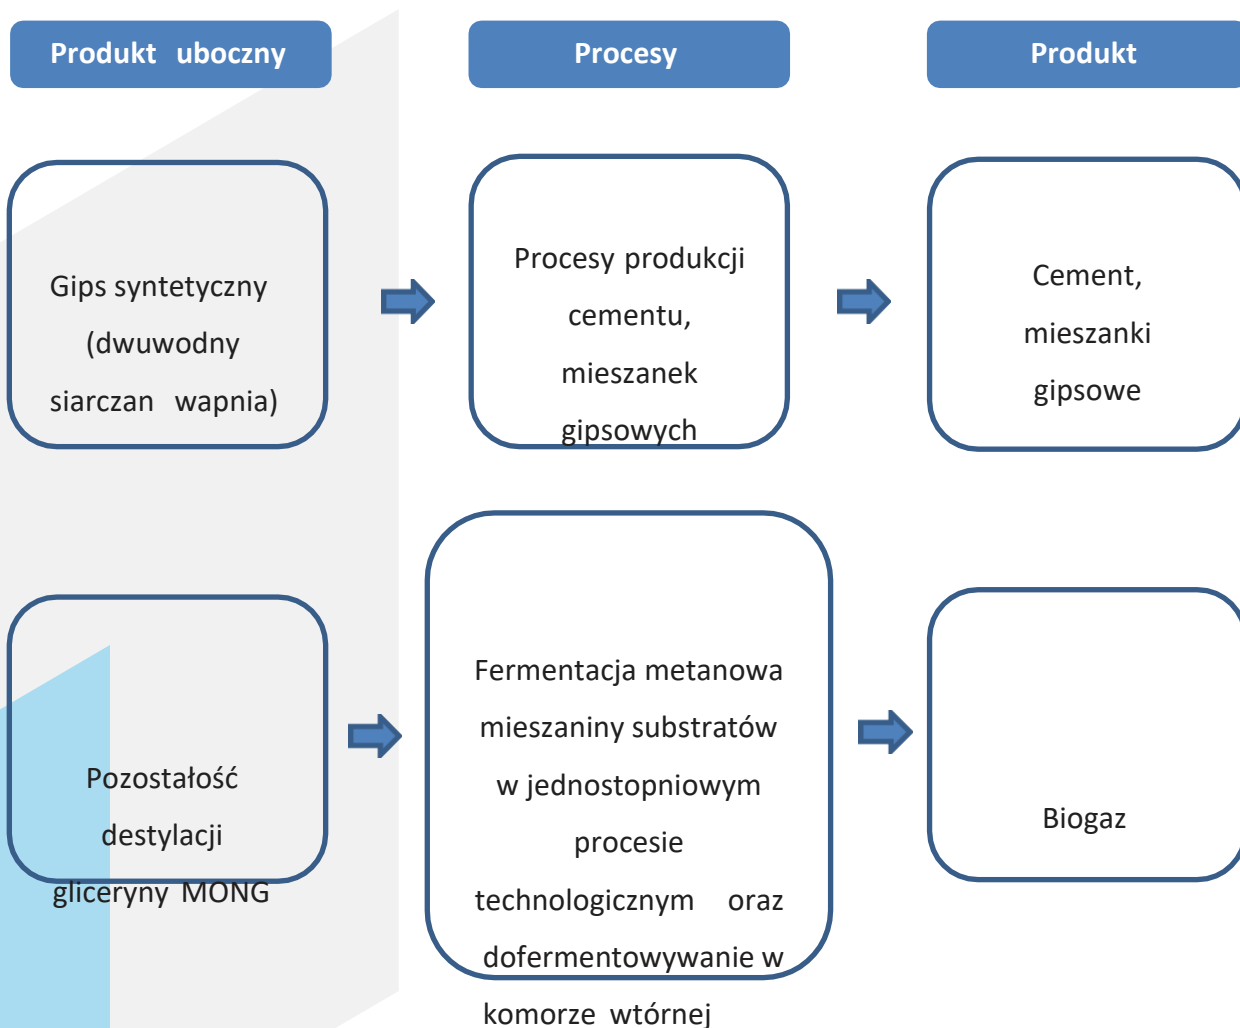 Produkt uboczny
Procesy
Produkt
Gips syntetyczny
(dwuwodny
siarczan wapnia)
Procesy produkcji
cementu,
mieszanek
gipsowych
Cement,
mieszanki
gipsowe
Pozostałość
destylacji
gliceryny MONG
Fermentacja metanowa
mieszaniny substratów
w jednostopniowym
procesie
technologicznym oraz
dofermentowywanie w
komorze wtórnej
Biogaz